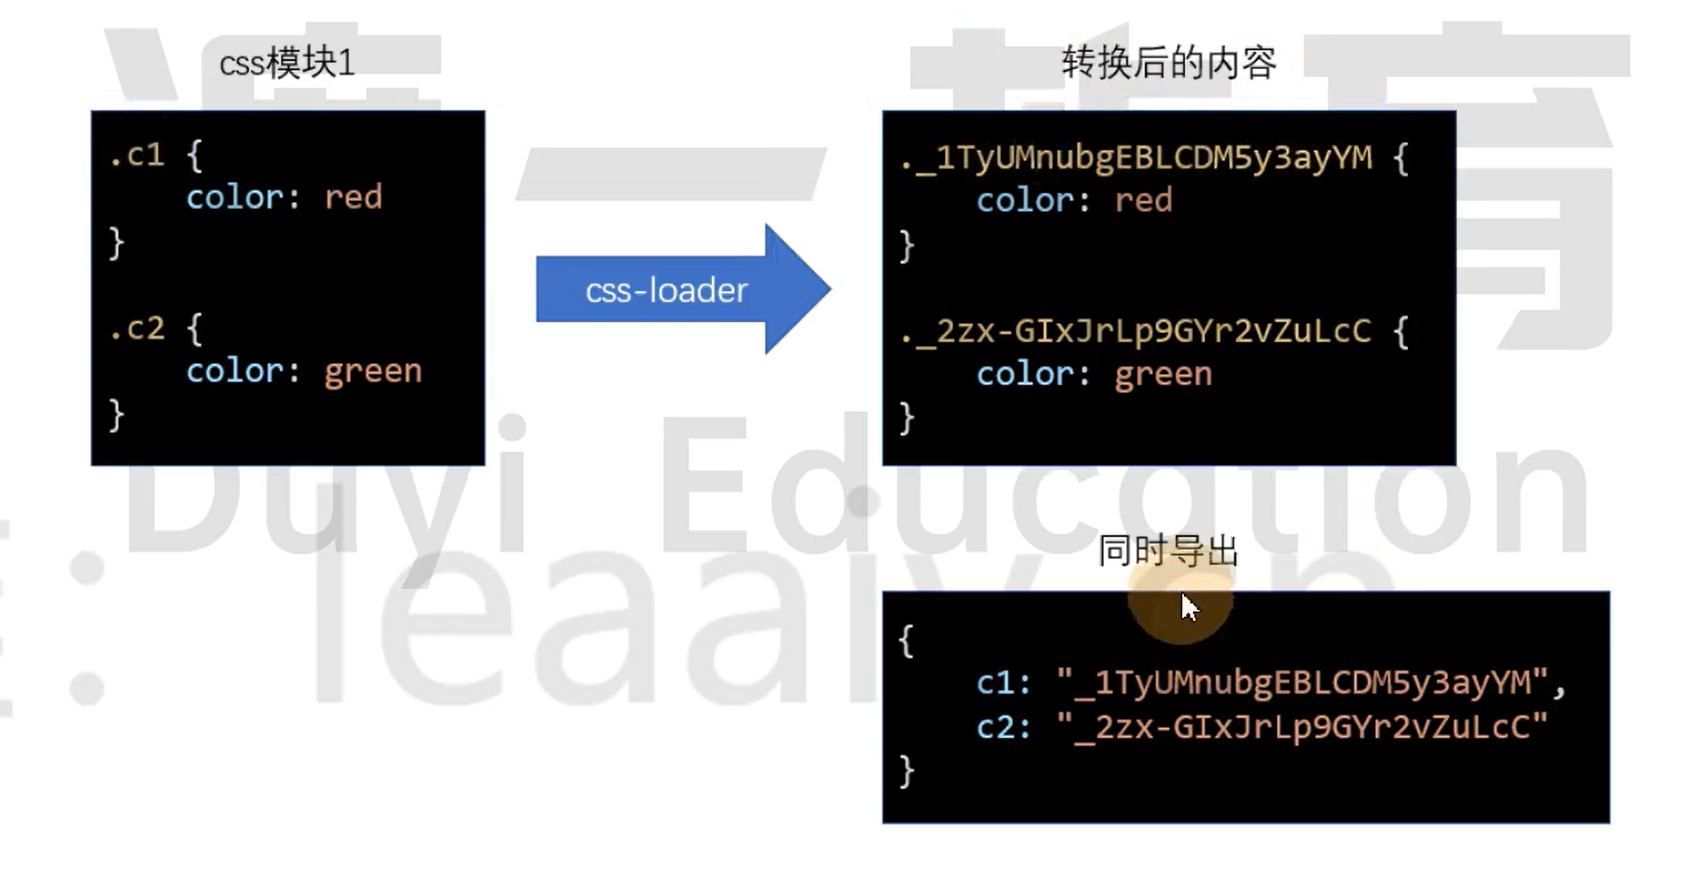 css模块1
.c1 {
    color: red
}
.c2 {
    color: green
}
css-loader
转换后的内容
._1TyUMnubgEBLCDM5y3ayYM {
    color: red
}
._2zx-GIxJrLp9GYr2vZuLcC {
    color: green
}
同时导出
{
    c1: "_1TyUMnubgEBLCDM5y3ayYM",
    c2: "_2zx-GIxJrLp9GYr2vZuLcC"
}
Duyi Education